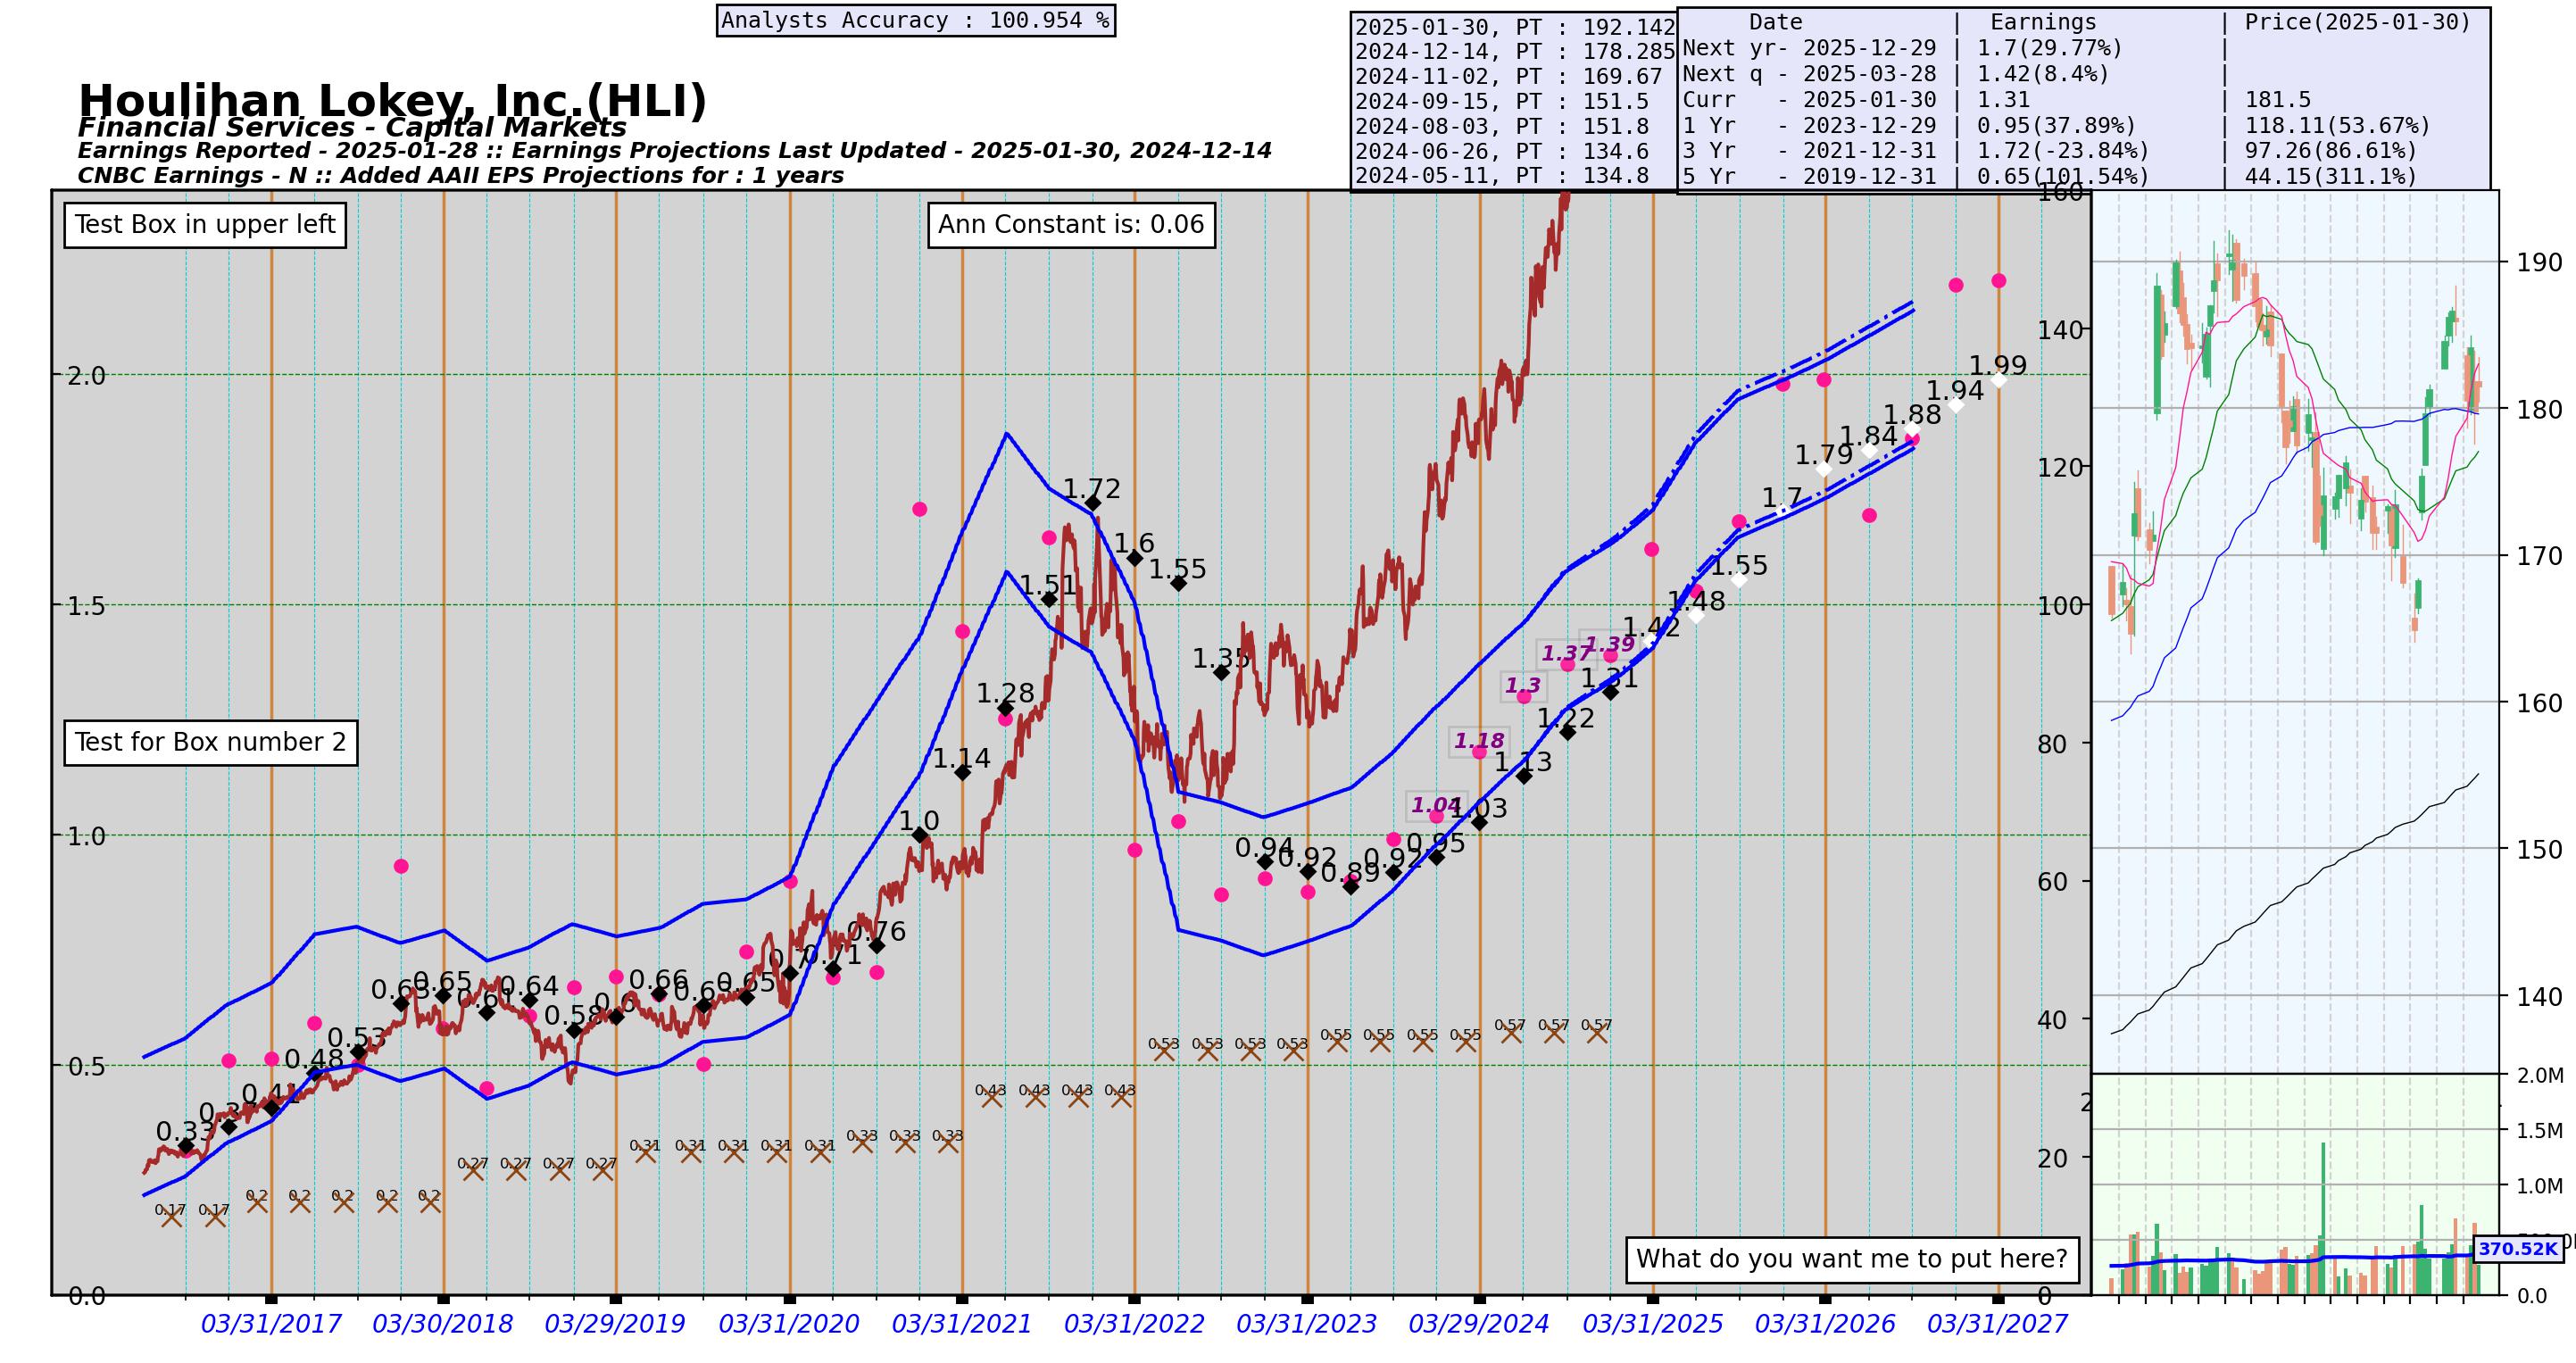 Analysts Accuracy : 100.954 %
Houlihan Lokey, Inc.(HLI)
Financial Services - Capital Markets
Earnings Reported - 2025-01-28 :: Earnings Projections Last Updated - 2025-01-30, 2024-12-14
CNBC Earnings - N :: Added AAII EPS Projections for : 1 years
2025-01-30, PT : 192.142
2024-12-14, PT : 178.285
2024-11-02, PT : 169.67
2024-09-15, PT : 151.5
2024-08-03, PT : 151.8
2024-06-26, PT : 134.6
2024-05-11, PT : 134.8
Date | Earnings | Price(2025-01-30)
Next yr- 2025-12-29 | 1.7(29.77%) |
Next q - 2025-03-28 | 1.42(8.4%) |
Curr - 2025-01-30 | 1.31 | 181.5
1 Yr - 2023-12-29 | 0.95(37.89%) | 118.11(53.67%)
3 Yr - 2021-12-31 | 1.72(-23.84%) | 97.26(86.61%)
5 Yr - 2019-12-31 | 0.65(101.54%) | 44.15(311.1%)
Test Box in upper left
Ann Constant is: 0.06
Test for Box number 2
What do you want me to put here?
2.0
1.5
1.0
0.5
0.0
160
140
120
100
80
60
40
20
0
190
180
170
160
150
140
2.0M
1.5M
1.0M
370.52K
0.0
0.33 0.41 0.48 0.53 0.63 0.65 0.61 0.64 0.58 0.6 0.66 0.65 0.7 0.71 0.76 1.0 1.14 1.28 1.51 1.72 1.6 1.55 1.35 0.94 0.92 0.89 0.92 0.95 1.03 1.13 1.22 1.31 1.42 1.48 1.55 1.7 1.79 1.84 1.88 1.94 1.99
1.04 1.18 1.3 1.37 1.39
0.17 0.17 0.2 0.2 0.2 0.2 0.2 0.27 0.27 0.27 0.27 0.31 0.31 0.31 0.31 0.31 0.33 0.33 0.33 0.43 0.43 0.43 0.43 0.53 0.53 0.53 0.53 0.55 0.55 0.55 0.55 0.57 0.57 0.57
03/31/2017 03/30/2018 03/29/2019 03/31/2020 03/31/2021 03/31/2022 03/31/2023 03/29/2024 03/31/2025 03/31/2026 03/31/2027